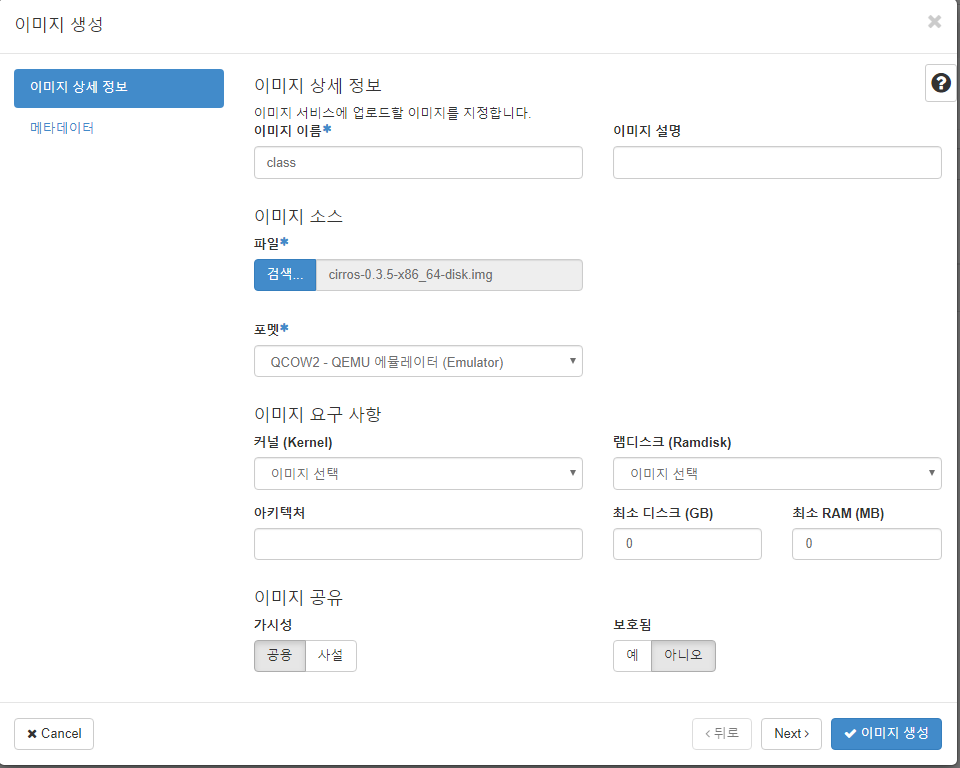 이미지 생성
×
이미지 상세 정보
메타데이터
이미지 상세 정보
?
이미지 서비스에 업로드할 이미지를 지정합니다.
이미지 이름* 이미지 설명
class
이미지 소스
파일*
검색... cirros-0.3.5-x86_64-disk.img
포멧*
QCOW2 - QEMU 에뮬레이터 (Emulator)
이미지 요구 사항
커널 (Kernel) 램디스크 (Ramdisk)
이미지 선택 이미지 선택
아키텍처 최소 디스크 (GB) 최소 RAM (MB)
0 0
이미지 공유
가시성 보호됨
공용 사설 예 아니오
× Cancel ‹ 뒤로 Next › ✔ 이미지 생성